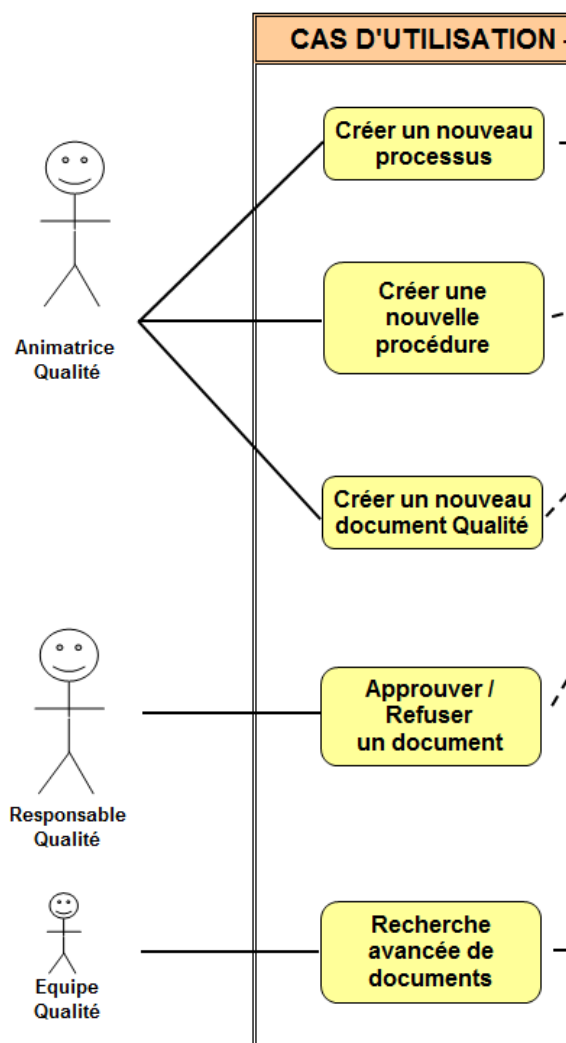 CAS D'UTILISATION -
Créer un nouveau
processus
Créer une
nouvelle
procédure
Animatrice
Qualité
Créer un nouveau
document Qualité
Approuver /
Refuser
un document
Responsable
Qualité
Recherche
avancée de
documents
Equipe
Qualité